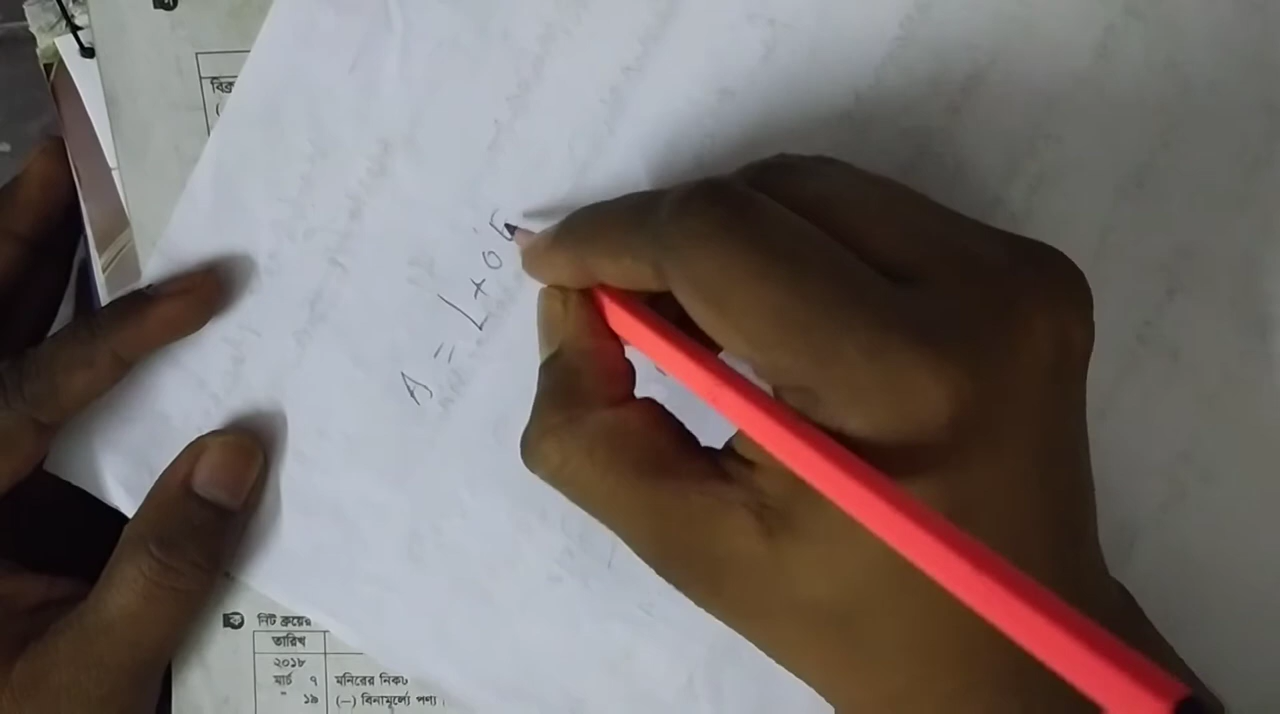 A = L + OE
বিক্র
ক নিট ক্রয়ের
তারিখ
২০১৮
মার্চ ৭ মনিরের নিকট
" ১৯ (−) বিনামূল্যে পণ্য